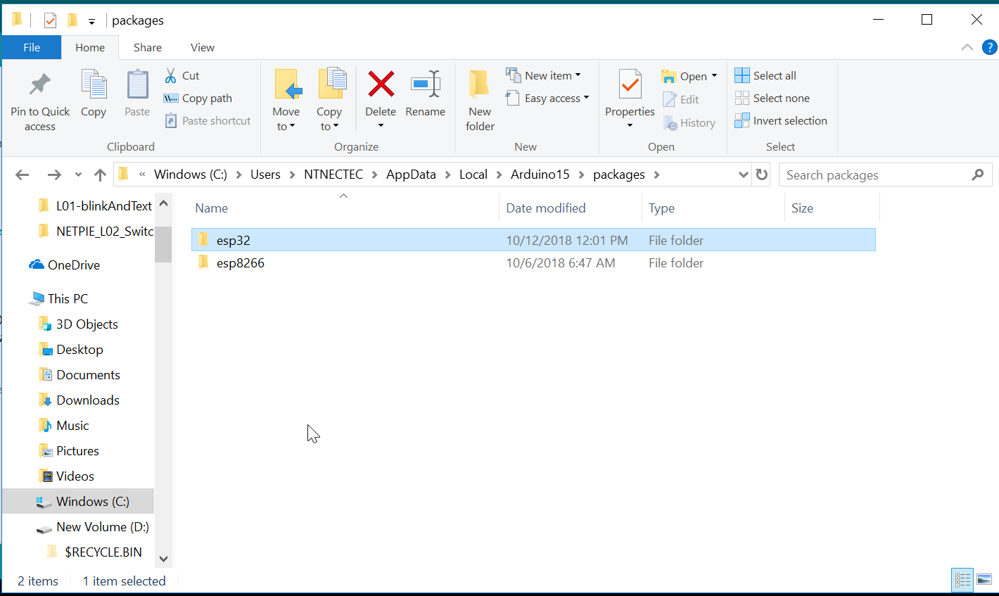 packages
File Home Share View
Pin to Quick access
Copy
Paste
Cut
Copy path
Paste shortcut
Clipboard
Move to
Copy to
Delete
Rename
Organize
New folder
New item
Easy access
New
Properties
Open
Edit
History
Open
Select all
Select none
Invert selection
Select
« Windows (C:) > Users > NTNECTEC > AppData > Local > Arduino15 > packages >
Search packages
L01-blinkAndText
NETPIE_L02_Switc
OneDrive
This PC
3D Objects
Desktop
Documents
Downloads
Music
Pictures
Videos
Windows (C:)
New Volume (D:)
$RECYCLE.BIN
Name Date modified Type Size
esp32 10/12/2018 12:01 PM File folder
esp8266 10/6/2018 6:47 AM File folder
2 items 1 item selected